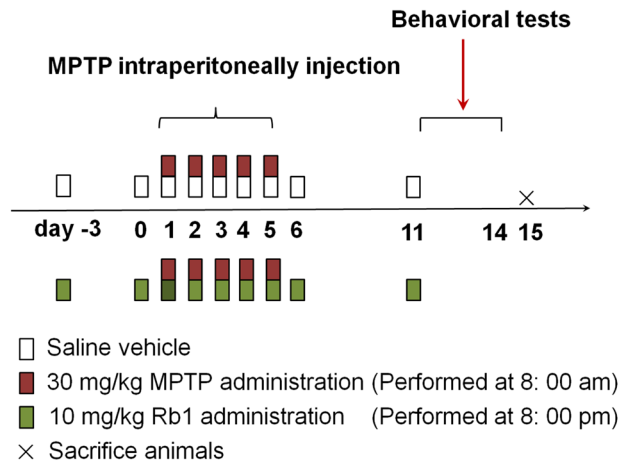 Behavioral tests
MPTP intraperitoneally injection
day -3 0 1 2 3 4 5 6 11 14 15
Saline vehicle
30 mg/kg MPTP administration (Performed at 8: 00 am)
10 mg/kg Rb1 administration (Performed at 8: 00 pm)
Sacrifice animals